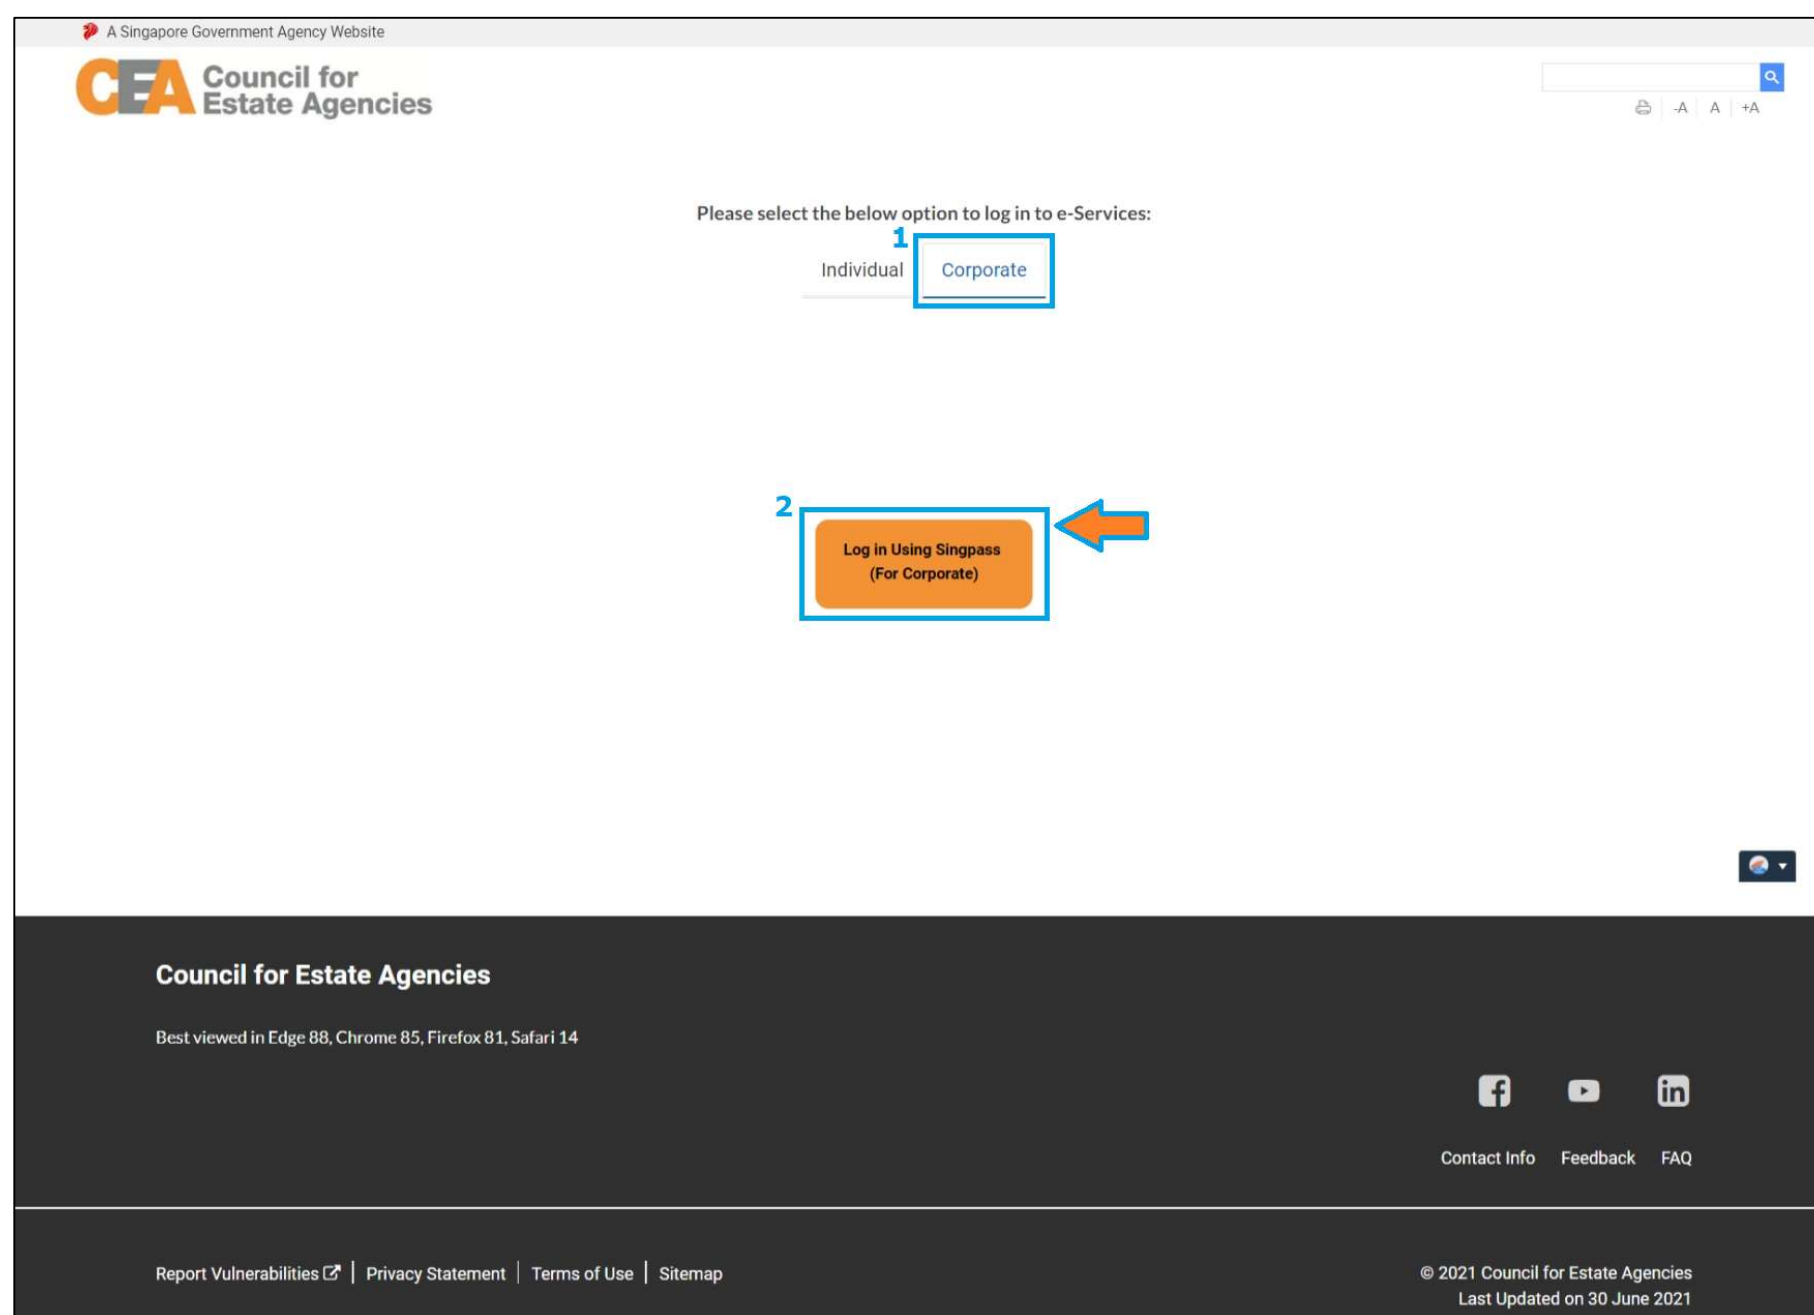 A Singapore Government Agency Website
CEA Council for
Estate Agencies
-A A +A
Please select the below option to log in to e-Services:
1
Individual Corporate
2
Log in Using Singpass
(For Corporate)
Council for Estate Agencies
Best viewed in Edge 88, Chrome 85, Firefox 81, Safari 14
Contact Info Feedback FAQ
Report Vulnerabilities | Privacy Statement | Terms of Use | Sitemap
© 2021 Council for Estate Agencies
Last Updated on 30 June 2021